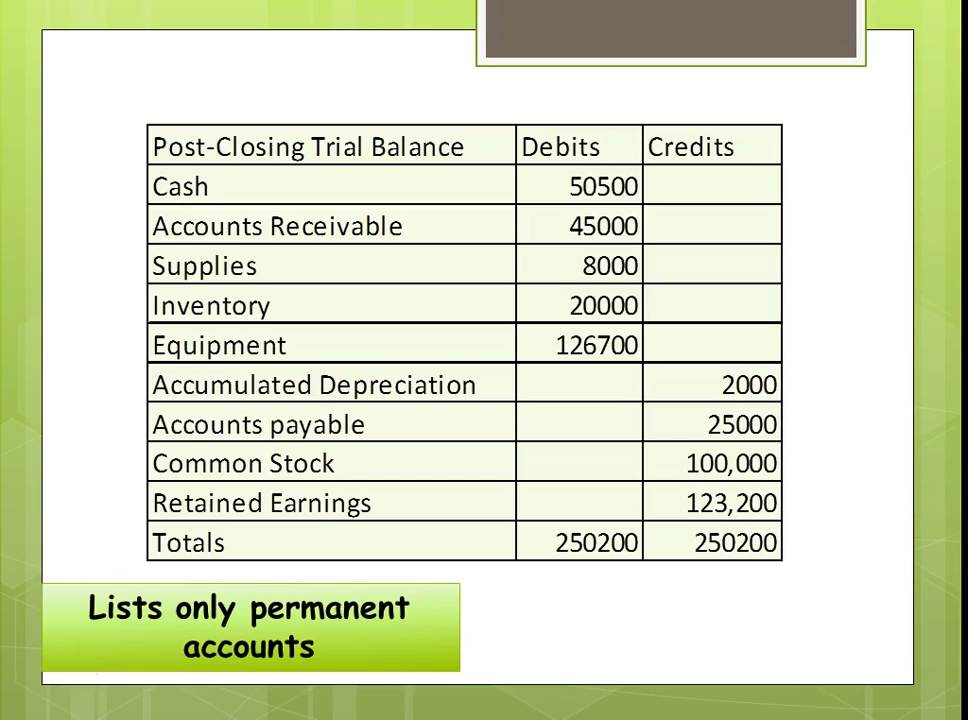 Post-Closing Trial Balance Debits Credits
Cash 50500
Accounts Receivable 45000
Supplies 8000
Inventory 20000
Equipment 126700
Accumulated Depreciation 2000
Accounts payable 25000
Common Stock 100,000
Retained Earnings 123,200
Totals 250200 250200
Lists only permanent
accounts